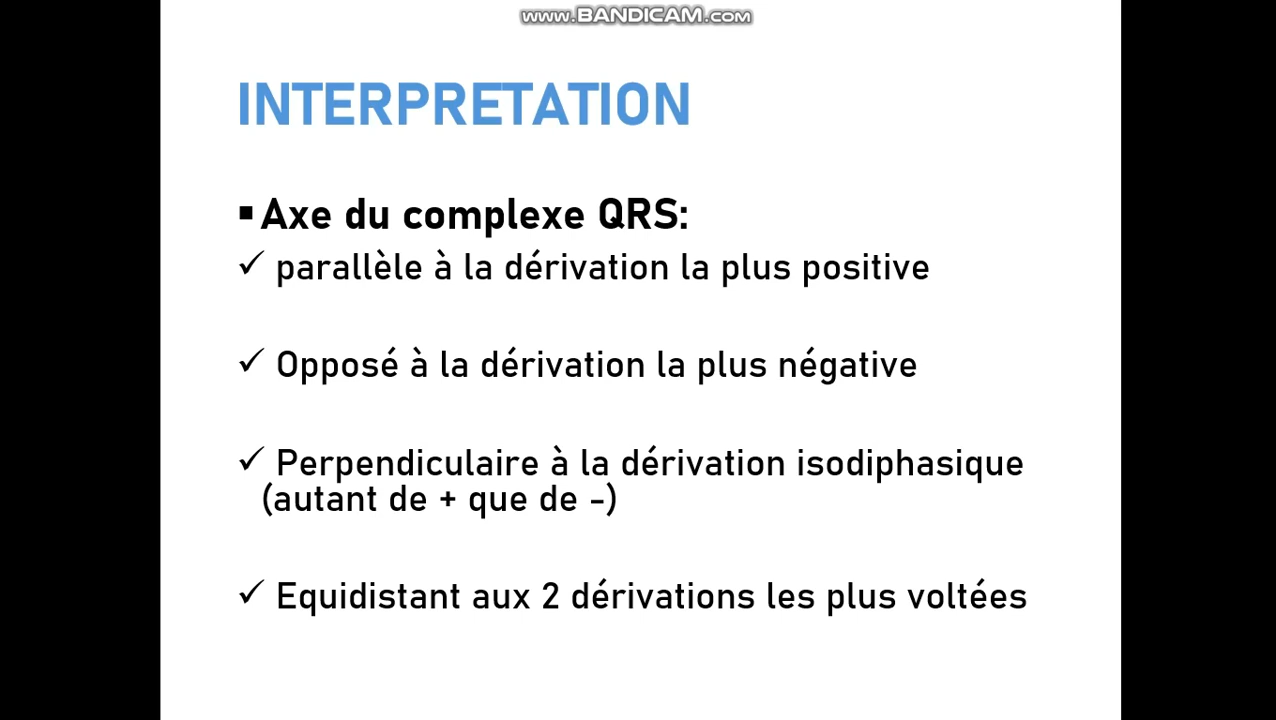 www.BANDICAM.com
INTERPRETATION
▪ Axe du complexe QRS:
✓ parallèle à la dérivation la plus positive
✓ Opposé à la dérivation la plus négative
✓ Perpendiculaire à la dérivation isodiphasique
(autant de + que de -)
✓ Equidistant aux 2 dérivations les plus voltées